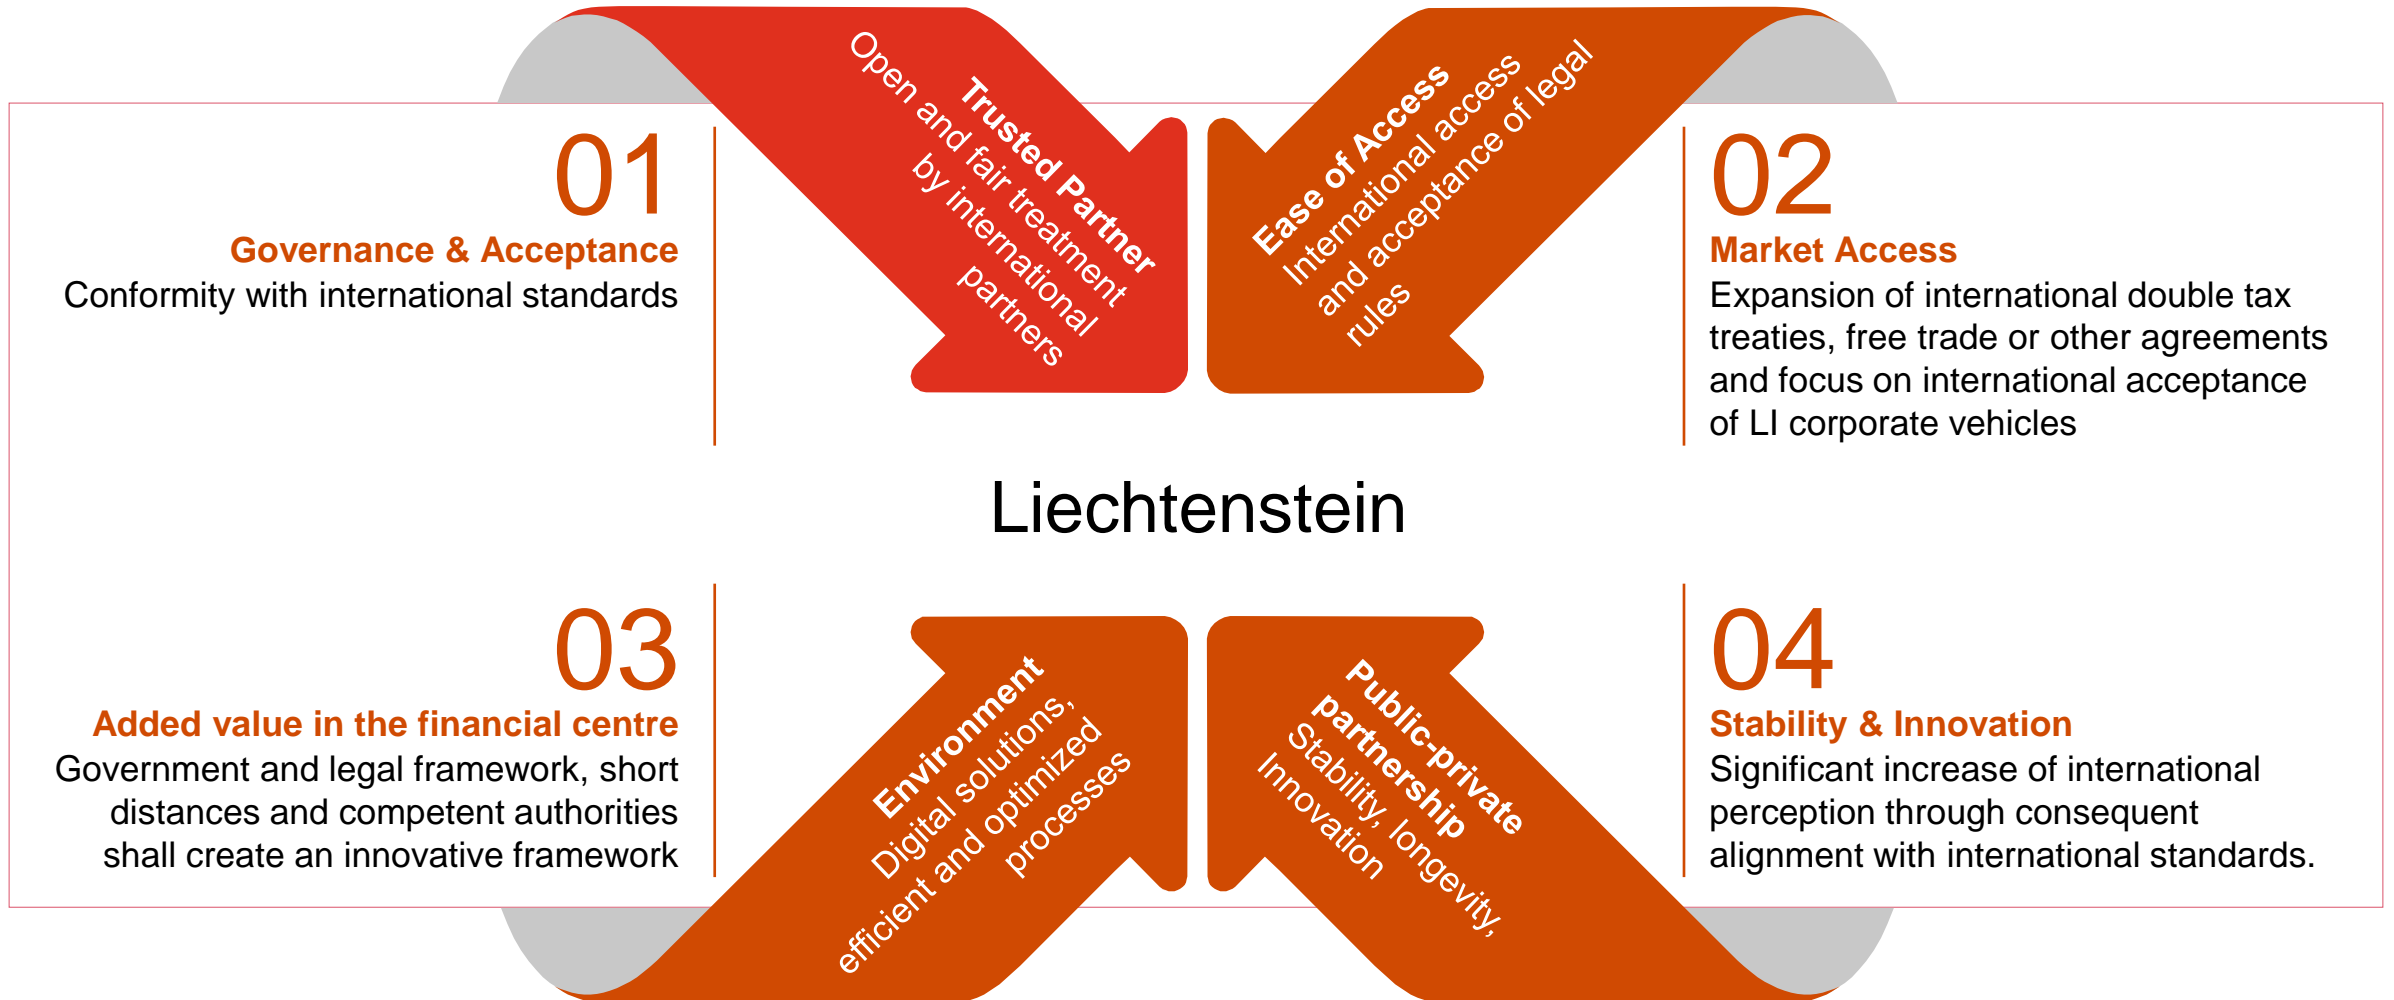 01
Governance & Acceptance
Conformity with international standards
Trusted Partner
Open and fair treatment
by international
partners
Ease of Access
International access
and acceptance of legal
rules
02
Market Access
Expansion of international double tax
treaties, free trade or other agreements
and focus on international acceptance
of LI corporate vehicles
Liechtenstein
03
Added value in the financial centre
Government and legal framework, short
distances and competent authorities
shall create an innovative framework
Environment
Digital solutions,
efficient and optimized
processes
Public-private
partnership
Stability, longevity,
Innovation
04
Stability & Innovation
Significant increase of international
perception through consequent
alignment with international standards.